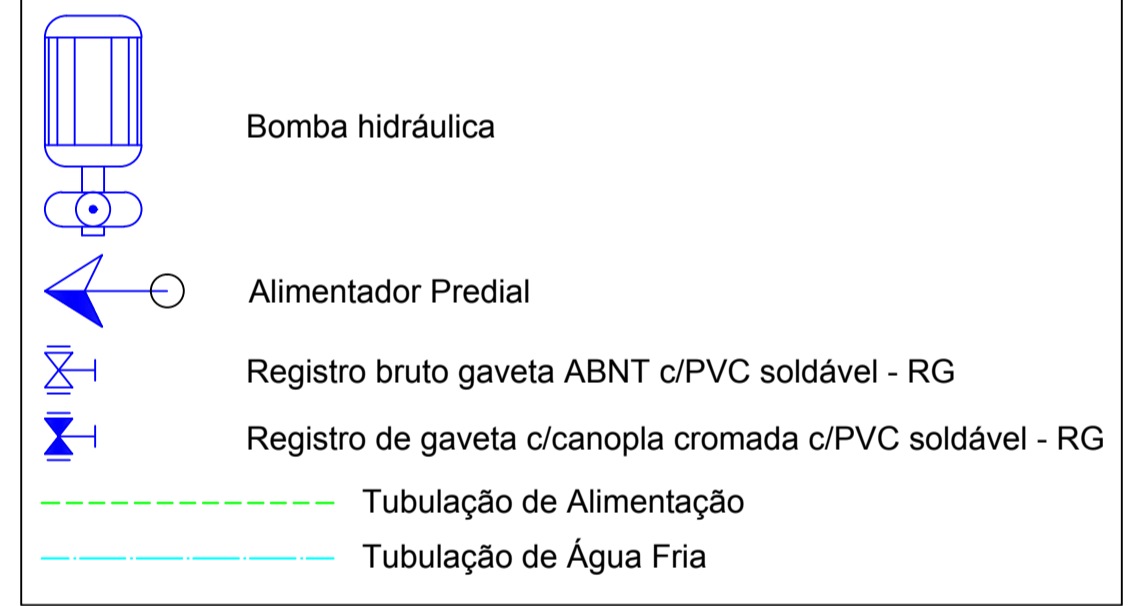 Bomba hidráulica
Alimentador Predial
Registro bruto gaveta ABNT c/PVC soldável - RG
Registro de gaveta c/canopla cromada c/PVC soldável - RG
Tubulação de Alimentação
Tubulação de Água Fria